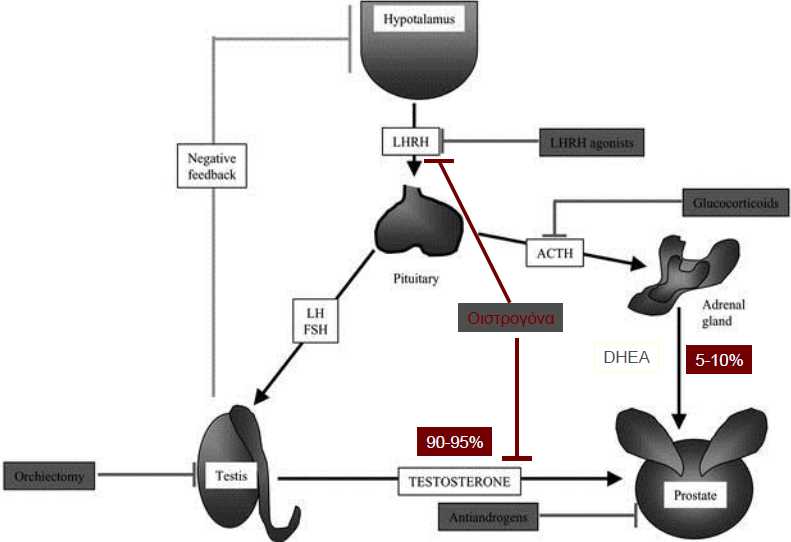 Hypotalamus
LHRH
LHRH agonists
Negative
feedback
Glucocorticoids
ACTH
Pituitary
Adrenal
gland
LH
FSH
Οιστρογόνα
DHEA
5-10%
90-95%
Orchiectomy
Testis
TESTOSTERONE
Prostate
Antiandrogens